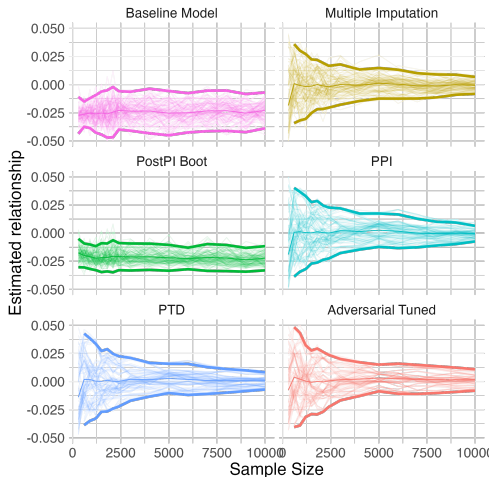 Baseline Model
Multiple Imputation
0.050
0.025
0.000
-0.025
-0.050
PostPI Boot
PPI
0.050
0.025
0.000
-0.025
-0.050
PTD
Adversarial Tuned
0.050
0.025
0.000
-0.025
-0.050
0 2500 5000 7500 10000 0 2500 5000 7500 10000
Sample Size
Estimated relationship